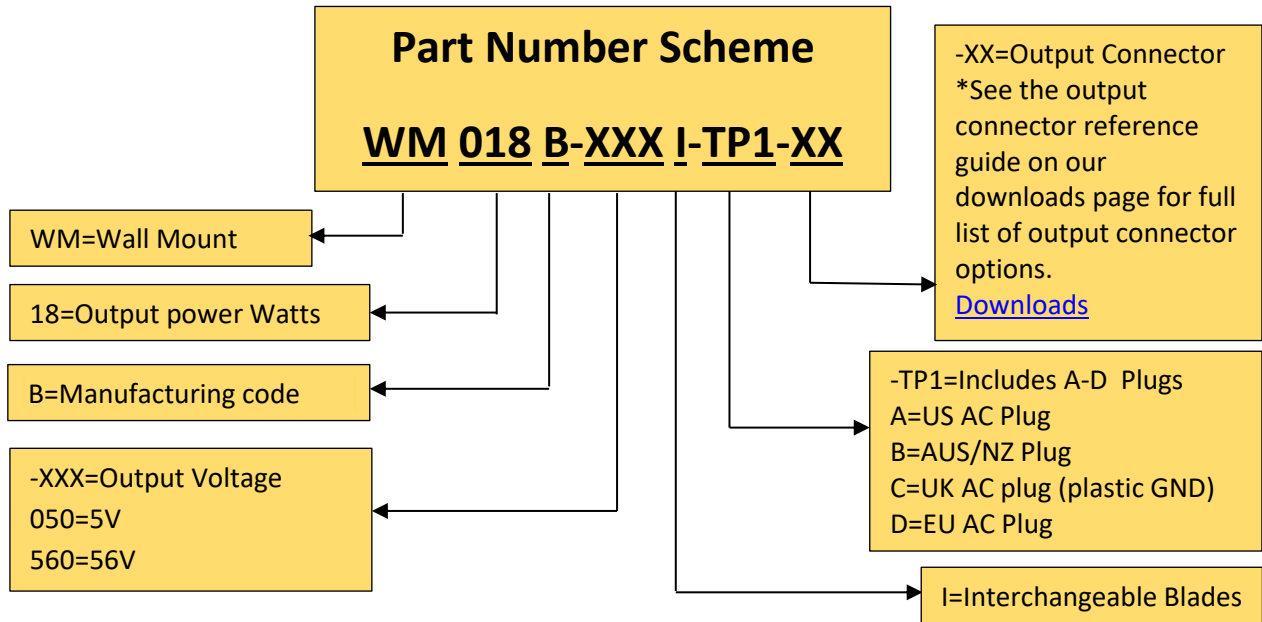 Part Number Scheme
WM 018 B-XXX I-TP1-XX
-XX=Output Connector
*See the output
connector reference
guide on our
downloads page for full
list of output connector
options.
Downloads
WM=Wall Mount
18=Output power Watts
B=Manufacturing code
-XXX=Output Voltage
050=5V
560=56V
-TP1=Includes A-D Plugs
A=US AC Plug
B=AUS/NZ Plug
C=UK AC plug (plastic GND)
D=EU AC Plug
I=Interchangeable Blades